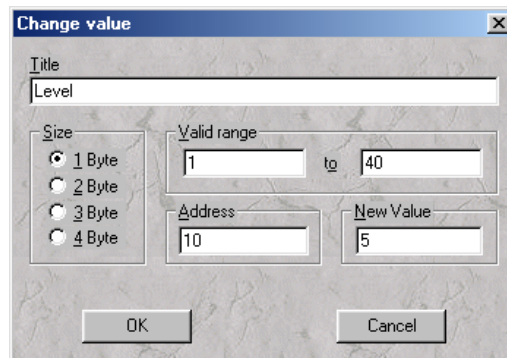 Change value
Title
Level
Size
1 Byte
2 Byte
3 Byte
4 Byte
Valid range
1 to 40
Address
10
New Value
5
OK Cancel